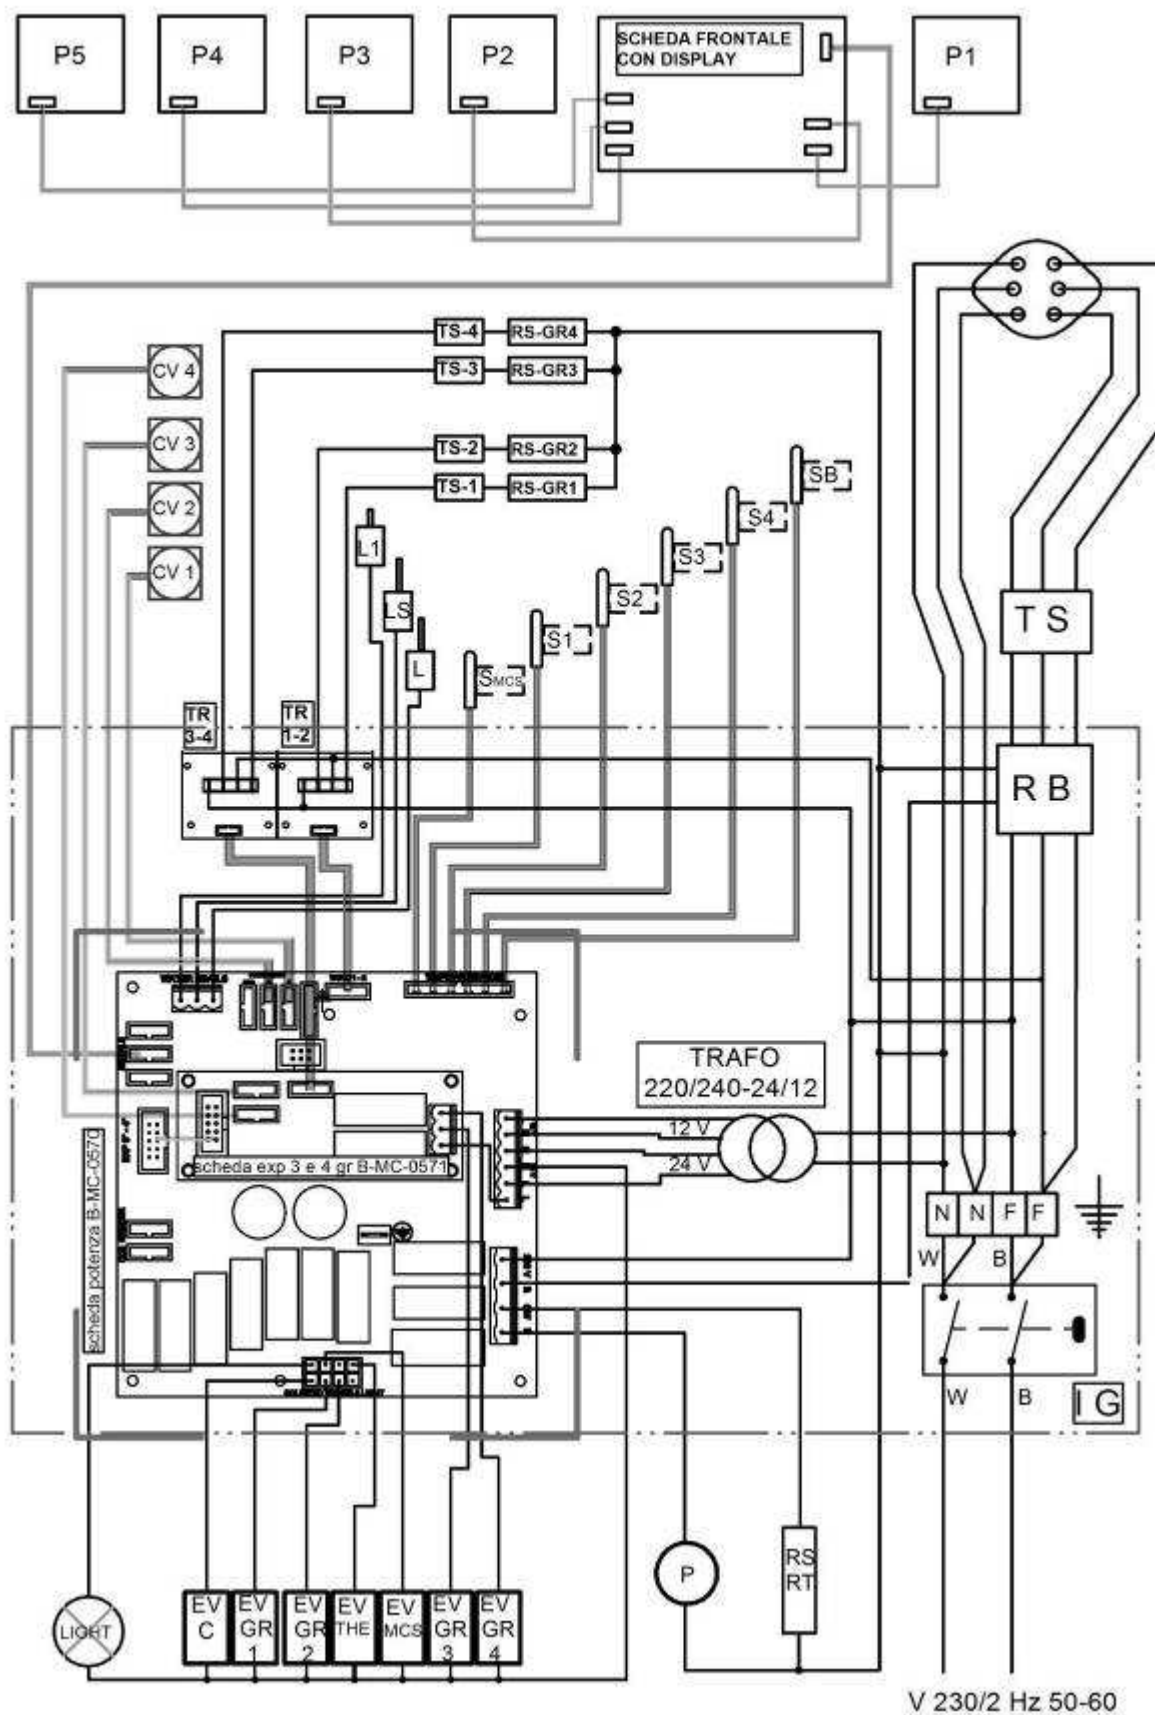 P5
P4
P3
P2
SCHEDA FRONTALE
CON DISPLAY
P1
TS-4
RS-GR4
TS-3
RS-GR3
TS-2
RS-GR2
TS-1
RS-GR1
CV 4
CV 3
CV 2
CV 1
L1
LS
L
SMCS
S1
S2
S3
S4
SB
T S
TR
3-4
TR
1-2
R B
TRAFO
220/240-24/12
12 V
24 V
scheda exp 3 e 4 gr B-MC-0571
scheda potenza B-MC-0570
N
N
F
F
W
B
W
B
I G
P
RS
RT
LIGHT
EV
C
EV
GR
1
EV
GR
2
EV
THE
EV
MCS
EV
GR
3
EV
GR
4
V 230/2 Hz 50-60